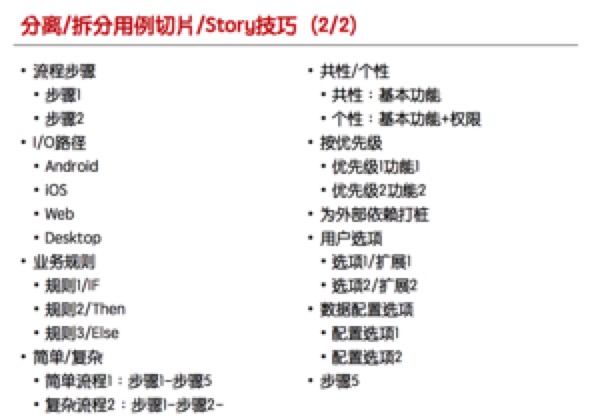 分离/拆分用例切片/Story技巧（2/2）
• 流程步骤
• 步骤1
• 步骤2
• I/O路径
• Android
• iOS
• Web
• Desktop
• 业务规则
• 规则1/IF
• 规则2/Then
• 规则3/Else
• 简单/复杂
• 简单流程1：步骤1-步骤5
• 复杂流程2：步骤1-步骤2-
• 共性/个性
• 共性：基本功能
• 个性：基本功能+权限
• 按优先级
• 优先级1功能1
• 优先级2功能2
• 为外部依赖打桩
• 用户选项
• 选项1/扩展1
• 选项2/扩展2
• 数据配置选项
• 配置选项1
• 配置选项2
• 步骤5